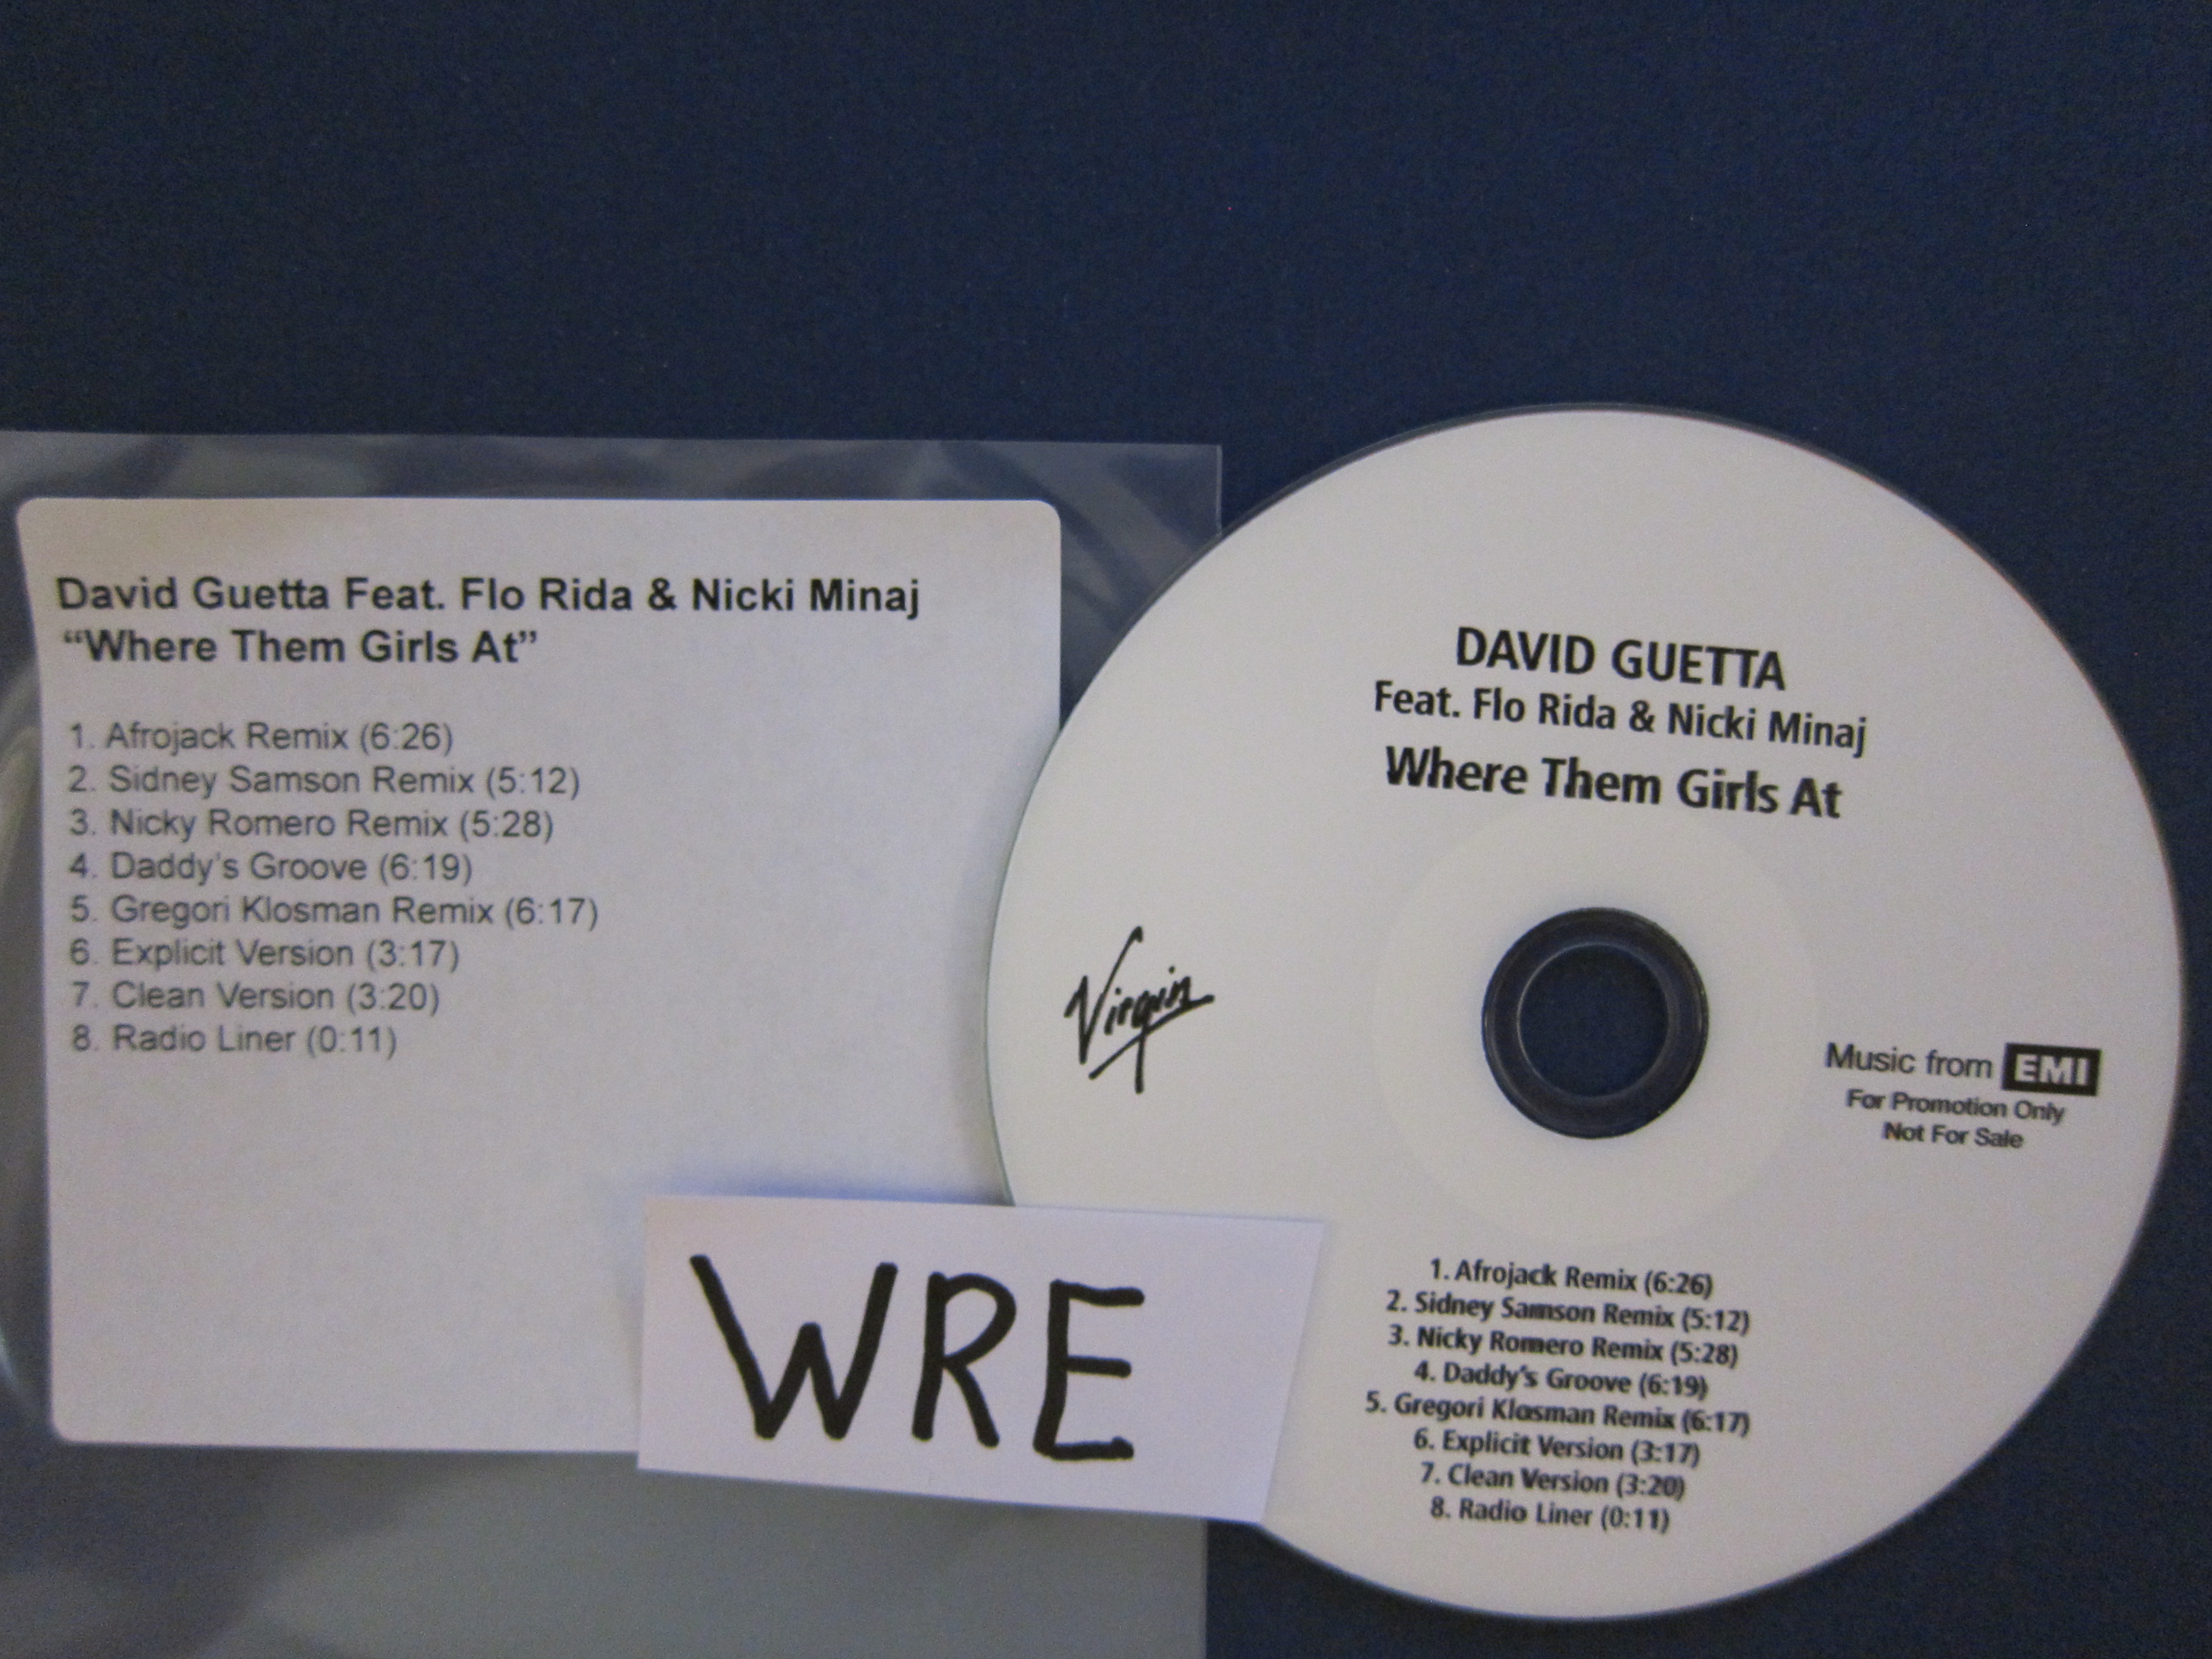 David Guetta Feat. Flo Rida & Nicki Minaj
“Where Them Girls At”
1. Afrojack Remix (6:26)
2. Sidney Samson Remix (5:12)
3. Nicky Romero Remix (5:28)
4. Daddy's Groove (6:19)
5. Gregori Klosman Remix (6:17)
6. Explicit Version (3:17)
7. Clean Version (3:20)
8. Radio Liner (0:11)
WRE
DAVID GUETTA
Feat. Flo Rida & Nicki Minaj
Where Them Girls At
Virgin
Music from EMI
For Promotion Only
Not For Sale
1. Afrojack Remix (6:26)
2. Sidney Samson Remix (5:12)
3. Nicky Romero Remix (5:28)
4. Daddy's Groove (6:19)
5. Gregori Klosman Remix (6:17)
6. Explicit Version (3:17)
7. Clean Version (3:20)
8. Radio Liner (0:11)